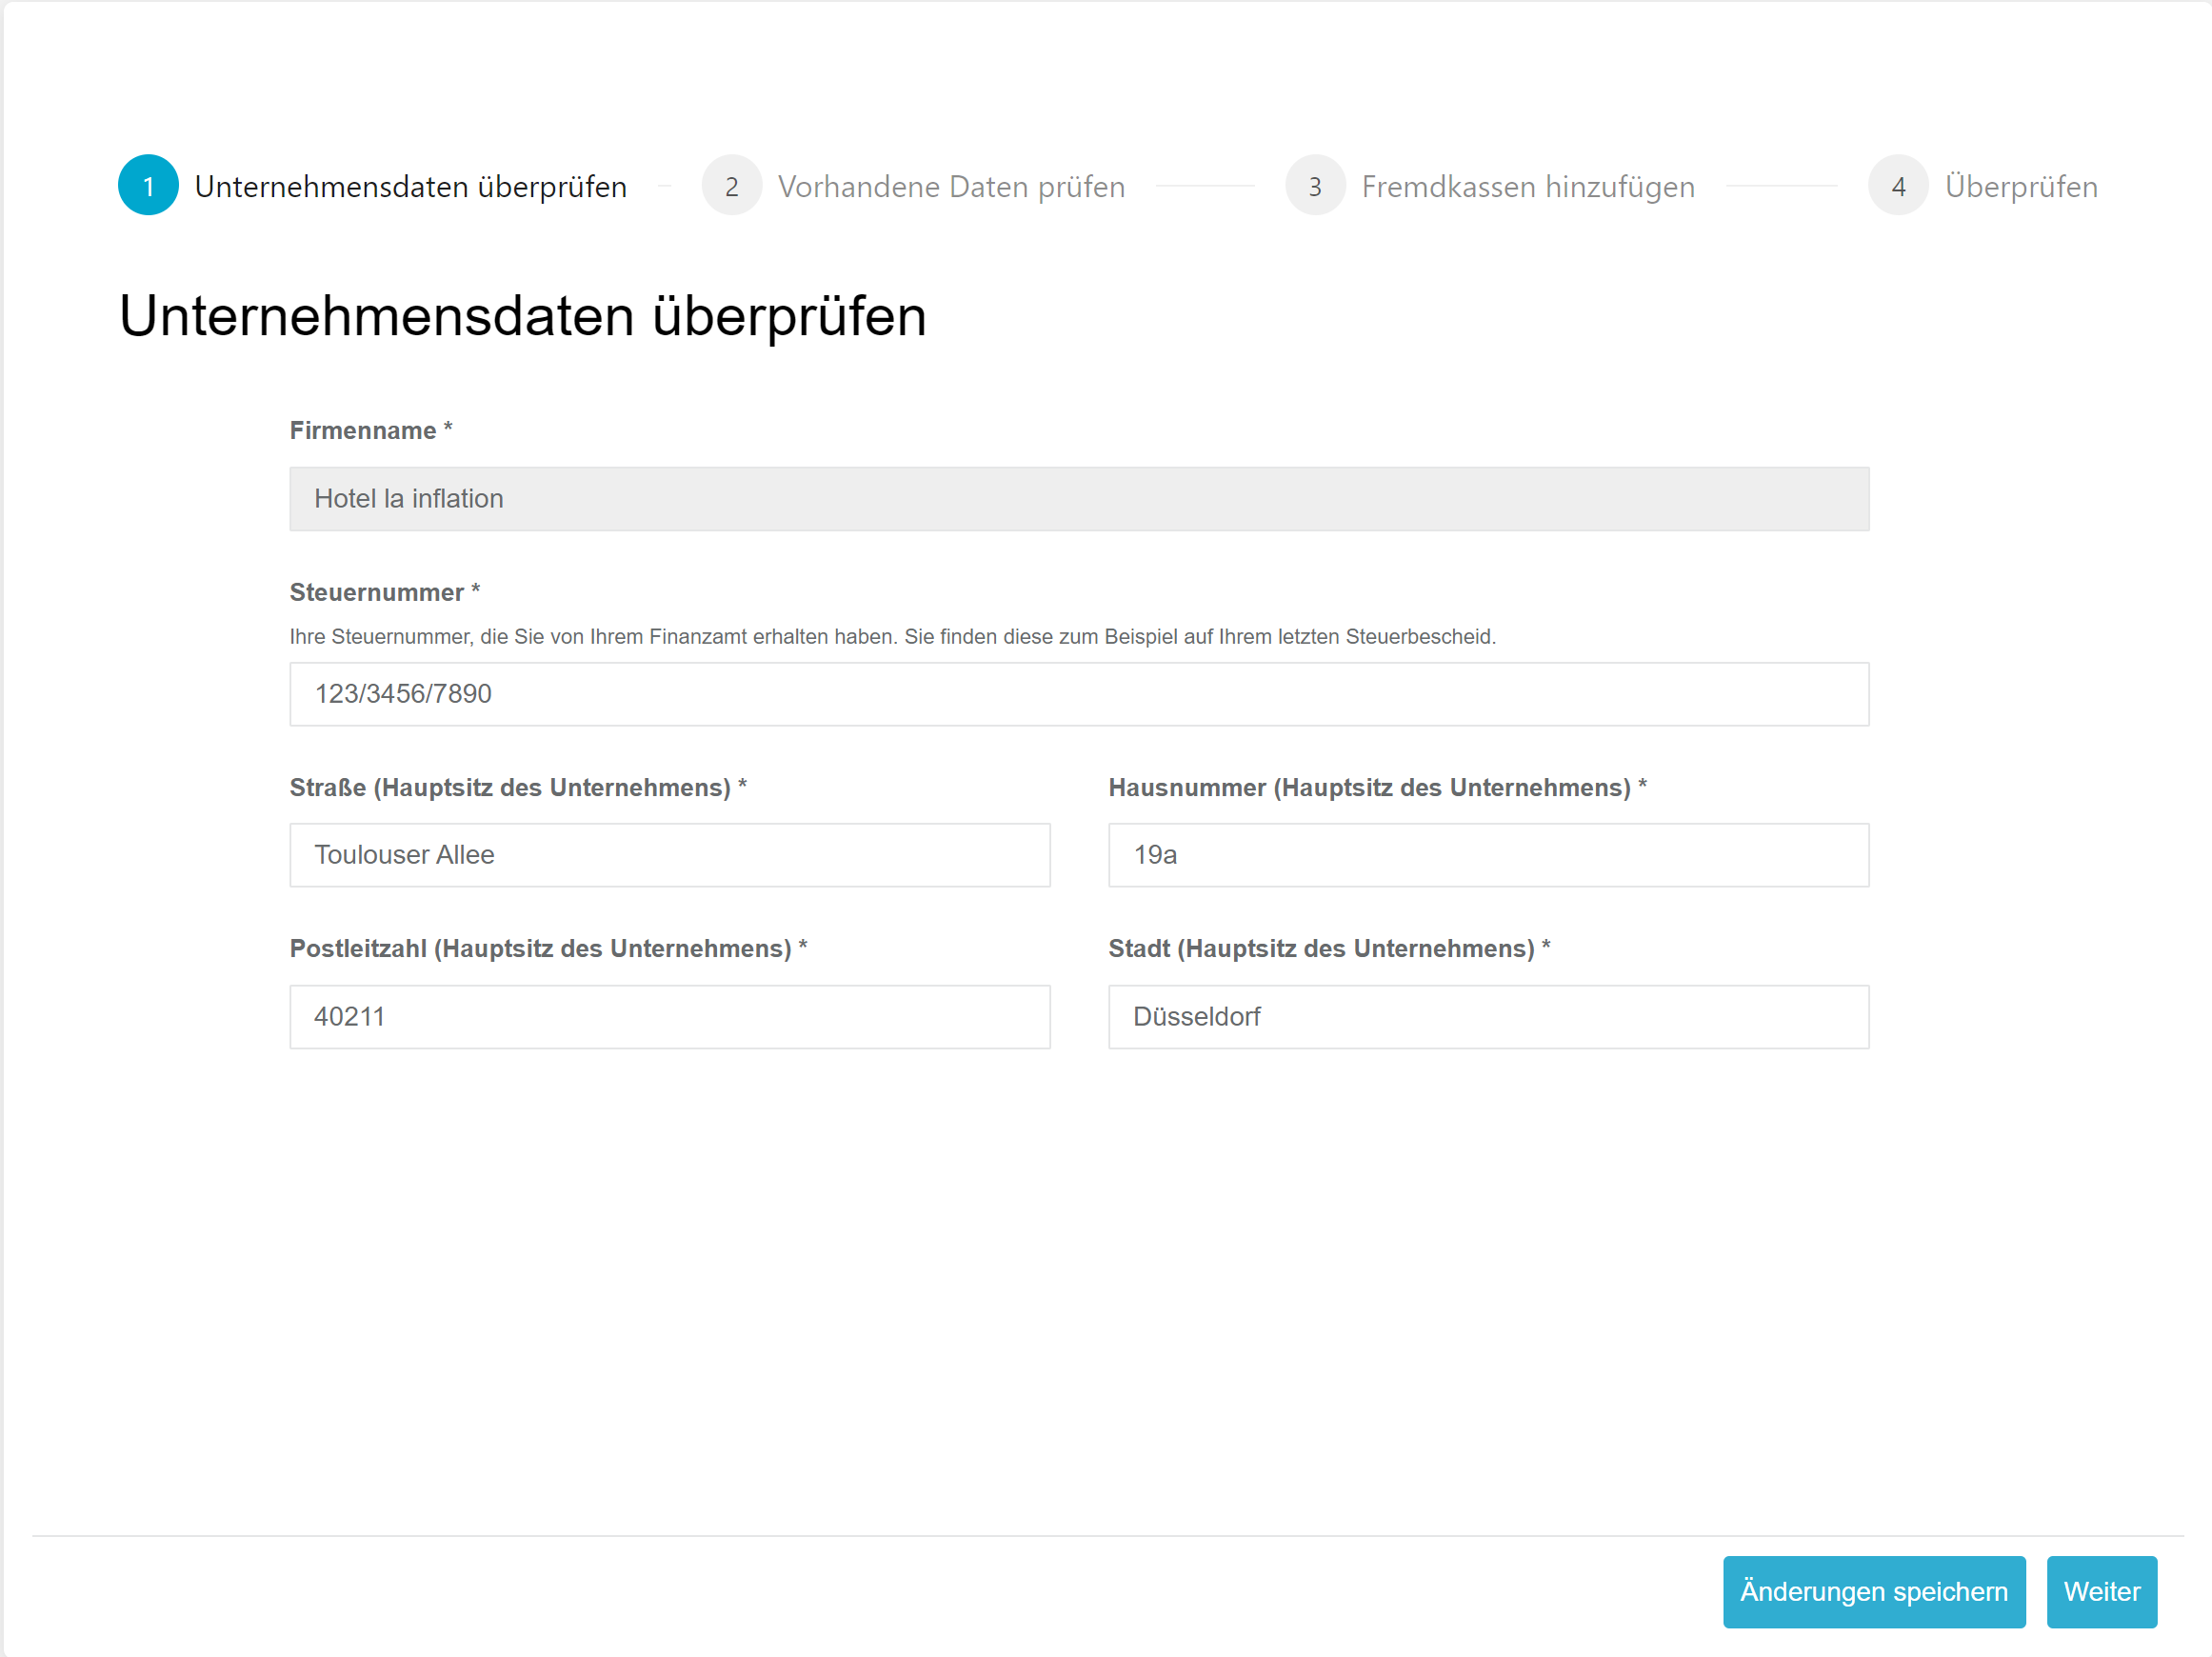 1 Unternehmensdaten überprüfen 2 Vorhandene Daten prüfen 3 Fremdkassen hinzufügen 4 Überprüfen
Unternehmensdaten überprüfen
Firmenname *
Hotel la inflation
Steuernummer *
Ihre Steuernummer, die Sie von Ihrem Finanzamt erhalten haben. Sie finden diese zum Beispiel auf Ihrem letzten Steuerbescheid.
123/3456/7890
Straße (Hauptsitz des Unternehmens) * Hausnummer (Hauptsitz des Unternehmens) *
Toulouser Allee 19a
Postleitzahl (Hauptsitz des Unternehmens) * Stadt (Hauptsitz des Unternehmens) *
40211 Düsseldorf
Änderungen speichern Weiter